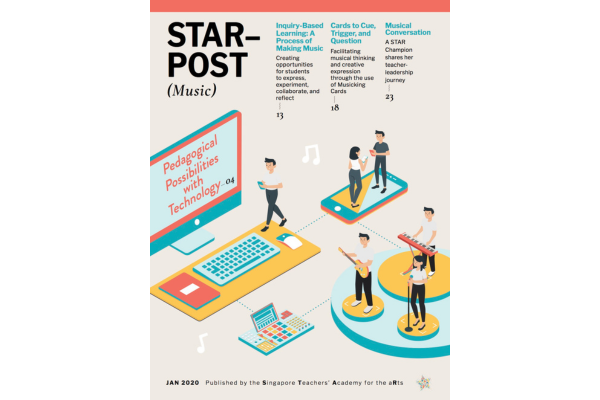 STAR–
POST
(Music)
Inquiry-Based
Learning: A
Process of
Making Music
Creating
opportunities
for students
to express,
experiment,
collaborate, and
reflect
13
Cards to Cue,
Trigger, and
Question
Facilitating
musical thinking
and creative
expression
through the use
of Musicking
Cards
18
Musical
Conversation
A STAR
Champion
shares her
teacher-
leadership
journey
23
Pedagogical
Possibilities
with
Technology 04
JAN 2020 Published by the Singapore Teachers' Academy for the aRts